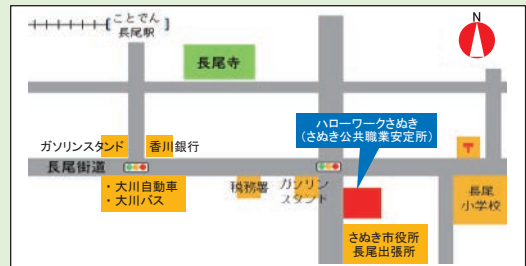 ことでん
長尾駅
N
長尾寺
ハローワークさぬき
(さぬき公共職業安定所)
ガソリンスタンド
香川銀行
〒
長尾街道
・大川自動車
・大川バス
税務署
ガソリン
スタンド
長尾
小学校
さぬき市役所
長尾出張所